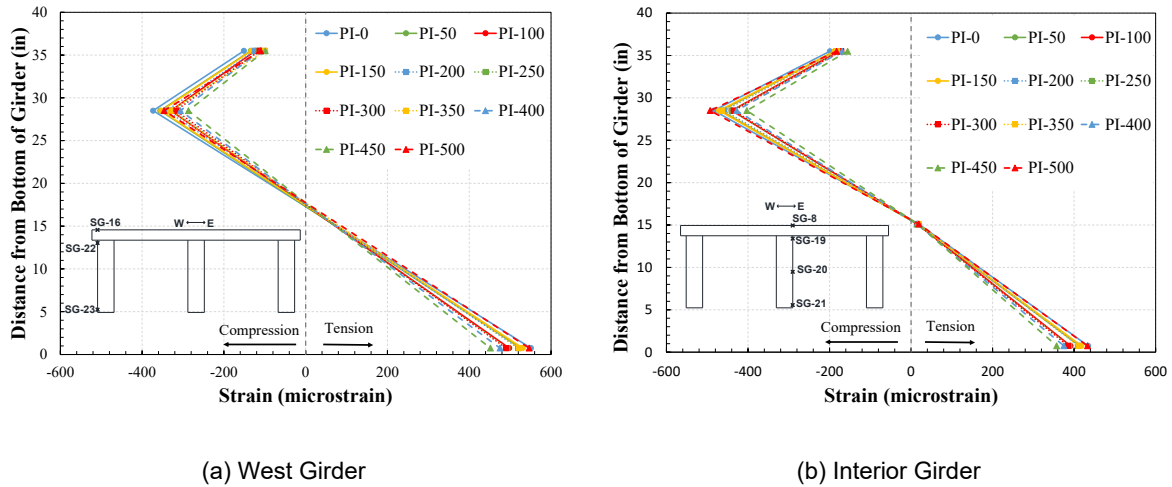 Distance from Bottom of Girder (in)
40
35
30
25
20
15
10
5
0
PI-0 PI-50 PI-100
PI-150 PI-200 PI-250
PI-300 PI-350 PI-400
PI-450 PI-500
SG-16 W E
SG-22
SG-23
Compression Tension
-600 -400 -200 0 200 400 600
Strain (microstrain)
(a) West Girder
Distance from Bottom of Girder (in)
40
35
30
25
20
15
10
5
0
PI-0 PI-50 PI-100
PI-150 PI-200 PI-250
PI-300 PI-350 PI-400
PI-450 PI-500
W E
SG-8
SG-19
SG-20
SG-21
Compression Tension
-600 -400 -200 0 200 400 600
Strain (microstrain)
(b) Interior Girder